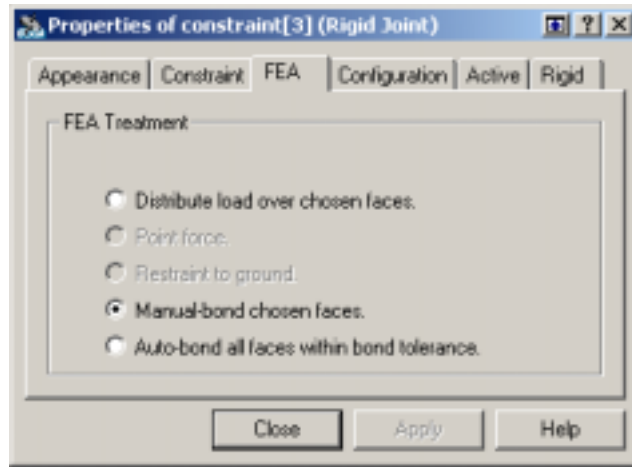 Properties of constraint[3] (Rigid Joint)
Appearance Constraint FEA Configuration Active Rigid
FEA Treatment
Distribute load over chosen faces.
Point force.
Restraint to ground.
Manual-bond chosen faces.
Auto-bond all faces within bond tolerance.
Close Apply Help